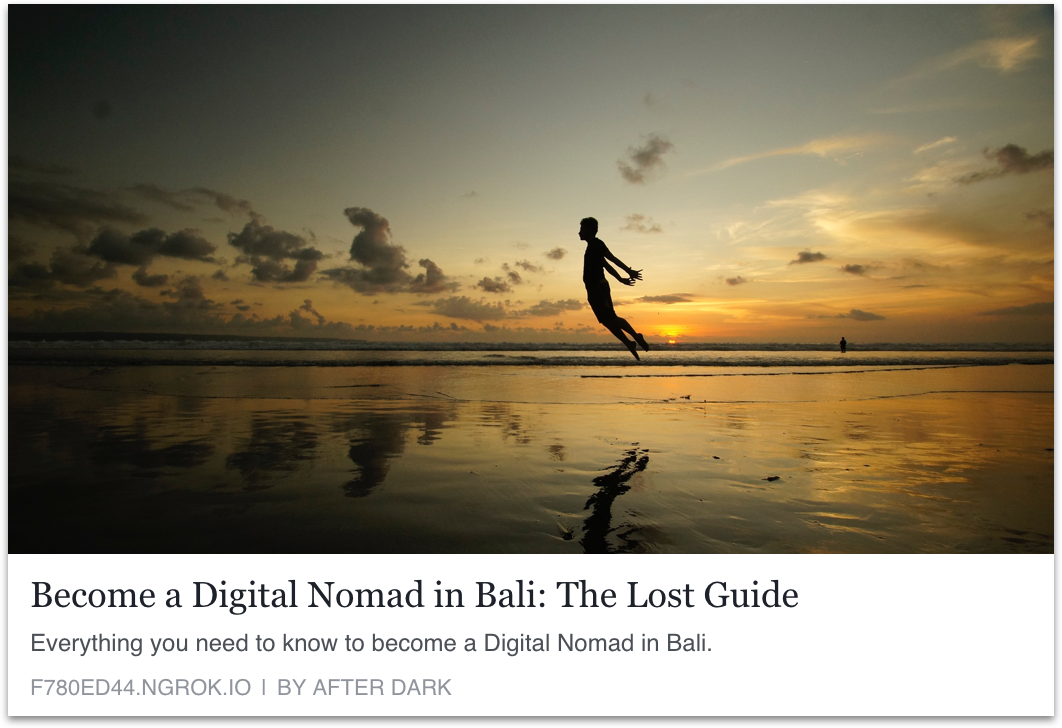 Become a Digital Nomad in Bali: The Lost Guide
Everything you need to know to become a Digital Nomad in Bali.
F780ED44.NGROK.IO | BY AFTER DARK